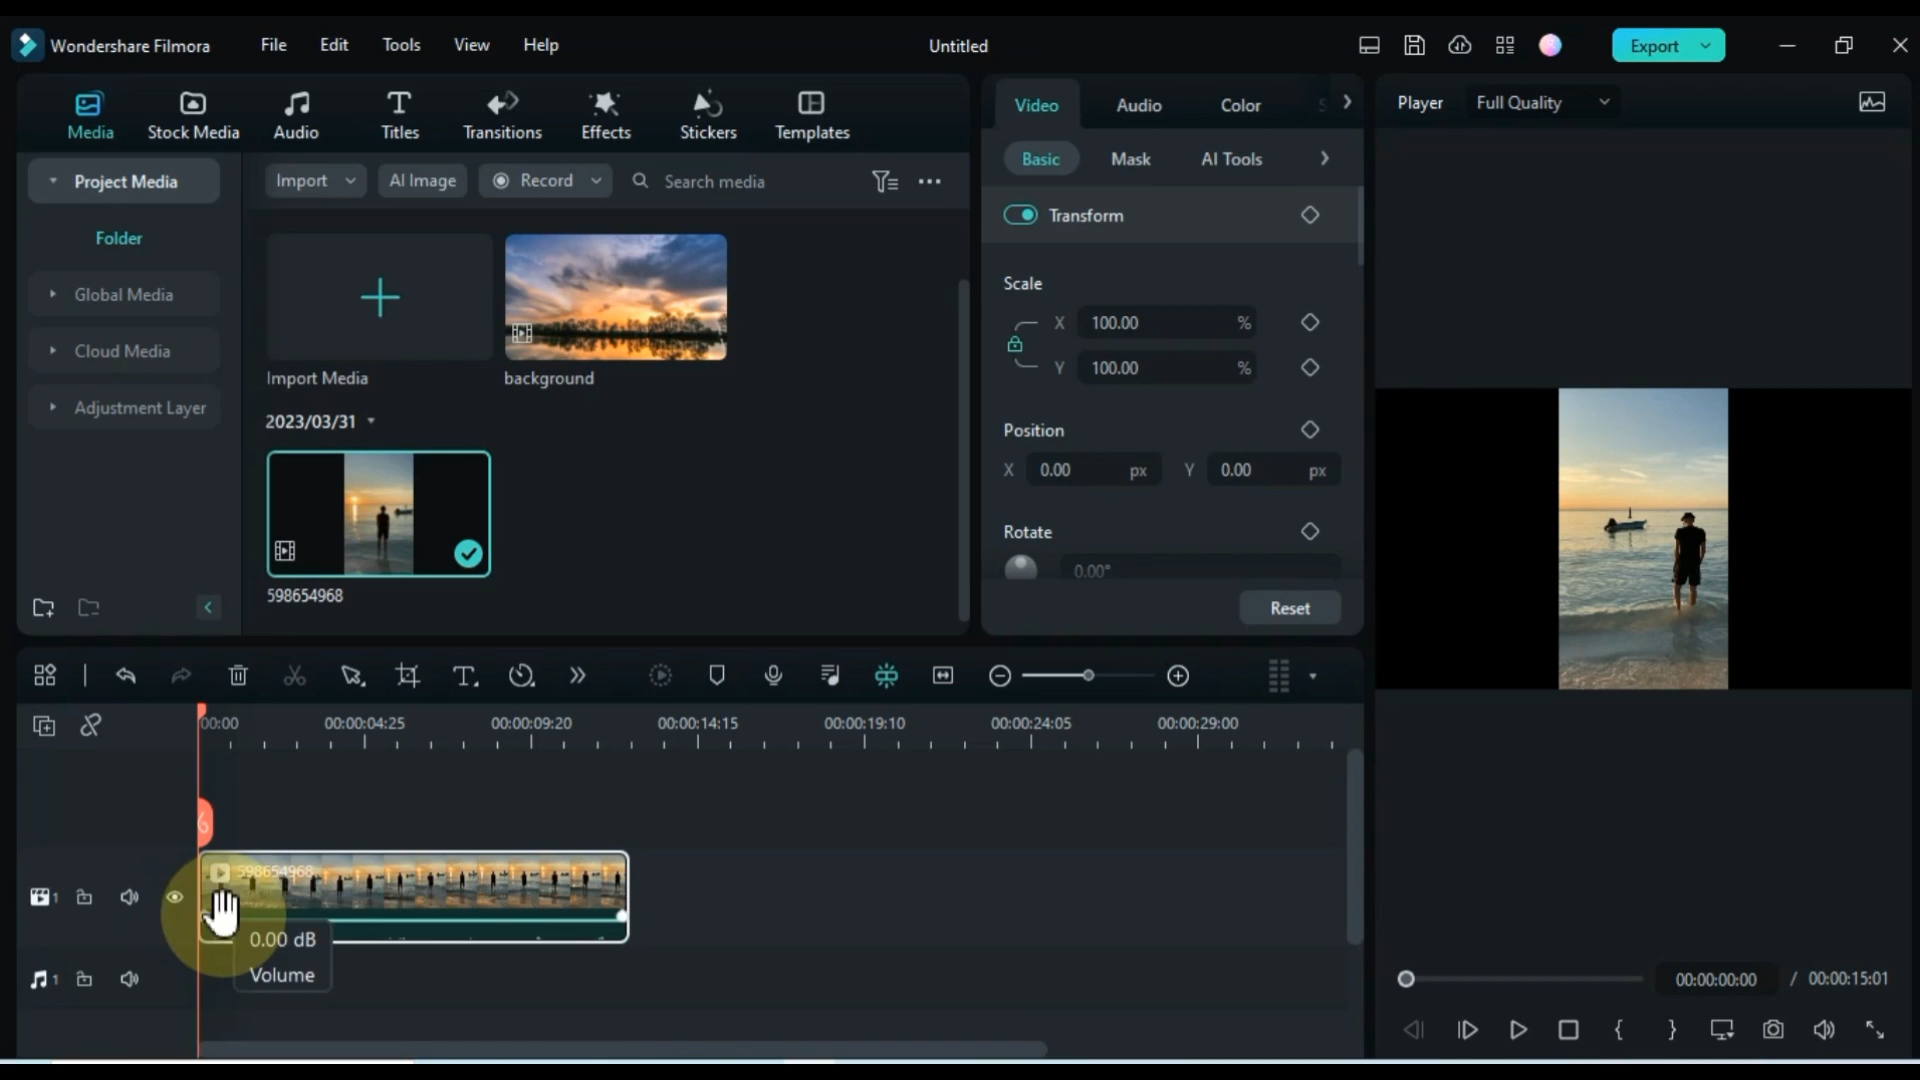 Wondershare Filmora
File
Edit
Tools
View
Help
Untitled
Export
Media
Stock Media
Audio
Titles
Transitions
Effects
Stickers
Templates
Video
Audio
Color
Player
Full Quality
Project Media
Import
AI Image
Record
Search media
Basic
Mask
AI Tools
Folder
Transform
Global Media
Scale
X 100.00 %
Cloud Media
Y 100.00 %
Import Media
background
Adjustment Layer
2023/03/31
Position
X 0.00 px Y 0.00 px
Rotate
0.00°
598654968
Reset
00:00
00:00:04:25
00:00:09:20
00:00:14:15
00:00:19:10
00:00:24:05
00:00:29:00
598654968
1
0.00 dB
Volume
1
00:00:00:00 / 00:00:15:01